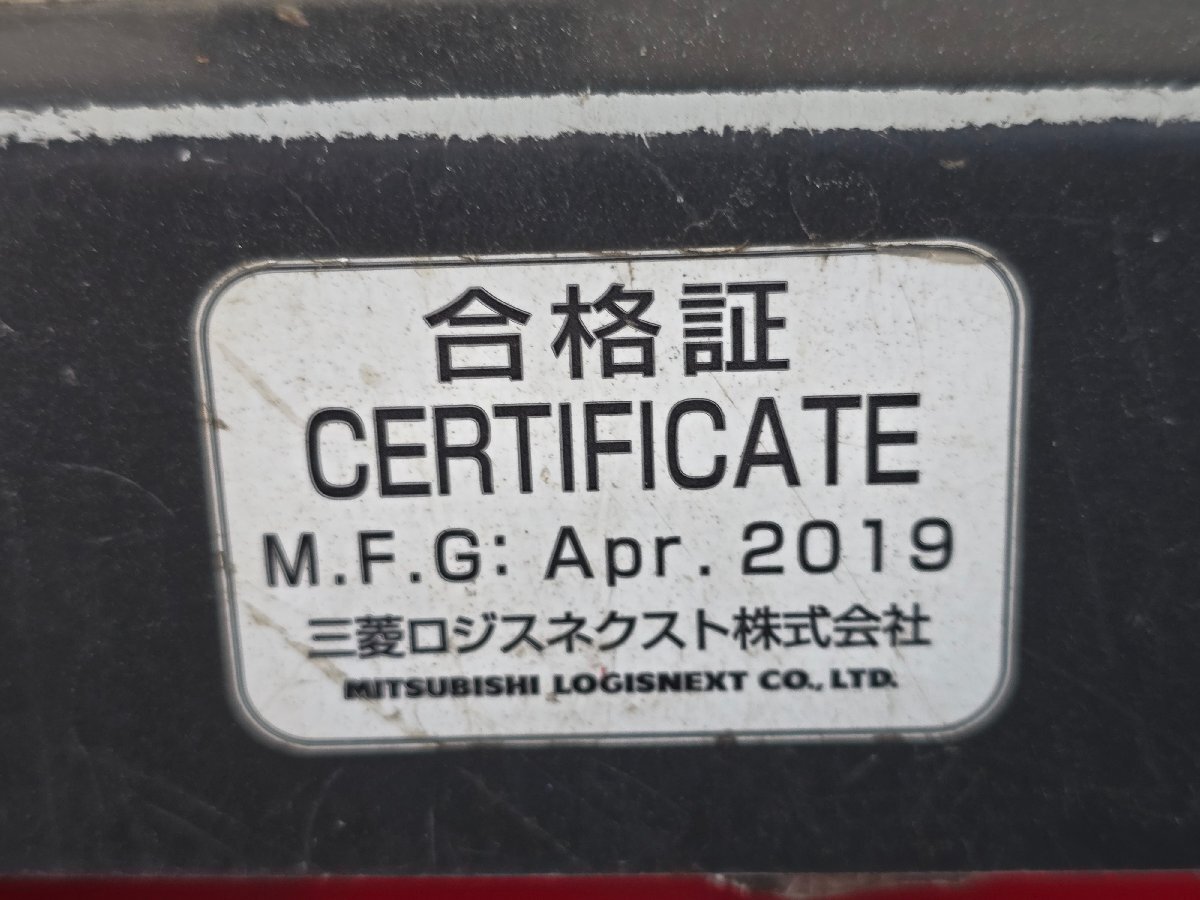 合格証
CERTIFICATE
M.F.G: Apr. 2019
三菱ロジスネクスト株式会社
MITSUBISHI LOGISNEXT CO., LTD.